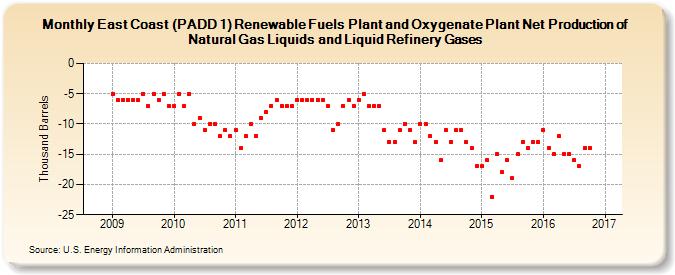 Monthly East Coast (PADD 1) Renewable Fuels Plant and Oxygenate Plant Net Production of
Natural Gas Liquids and Liquid Refinery Gases
Thousand Barrels
0
-5
-10
-15
-20
-25
2009 2010 2011 2012 2013 2014 2015 2016 2017
Source: U.S. Energy Information Administration